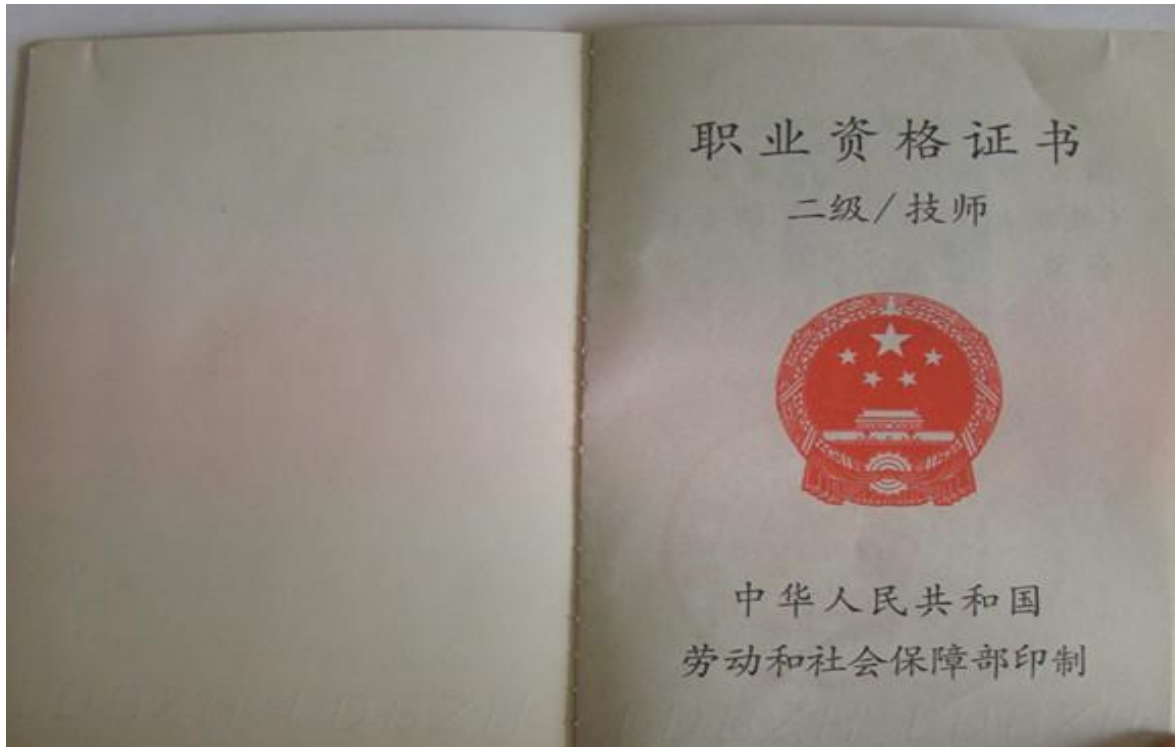 职业资格证书
二级/技师
中华人民共和国
劳动和社会保障部印制